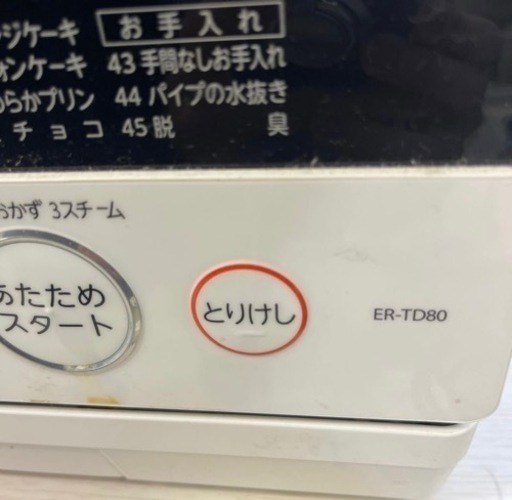 ジケーキ お手入れ
ォンケーキ 43 手間なしお手入れ
らかプリン 44 パイプの水抜き
チョコ 45 脱臭
おかず 3スチーム
あたため
スタート
とりけし
ER-TD80